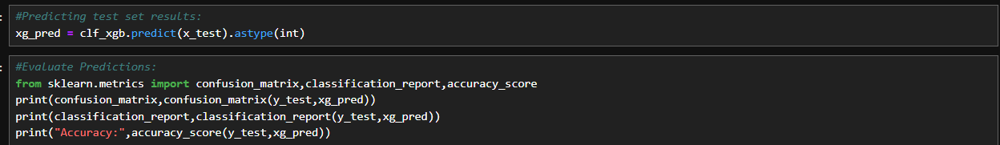 #Predicting test set results:
xg_pred = clf_xgb.predict(x_test).astype(int)
#Evaluate Predictions:
from sklearn.metrics import confusion_matrix,classification_report,accuracy_score
print(confusion_matrix,confusion_matrix(y_test,xg_pred))
print(classification_report,classification_report(y_test,xg_pred))
print("Accuracy:",accuracy_score(y_test,xg_pred))